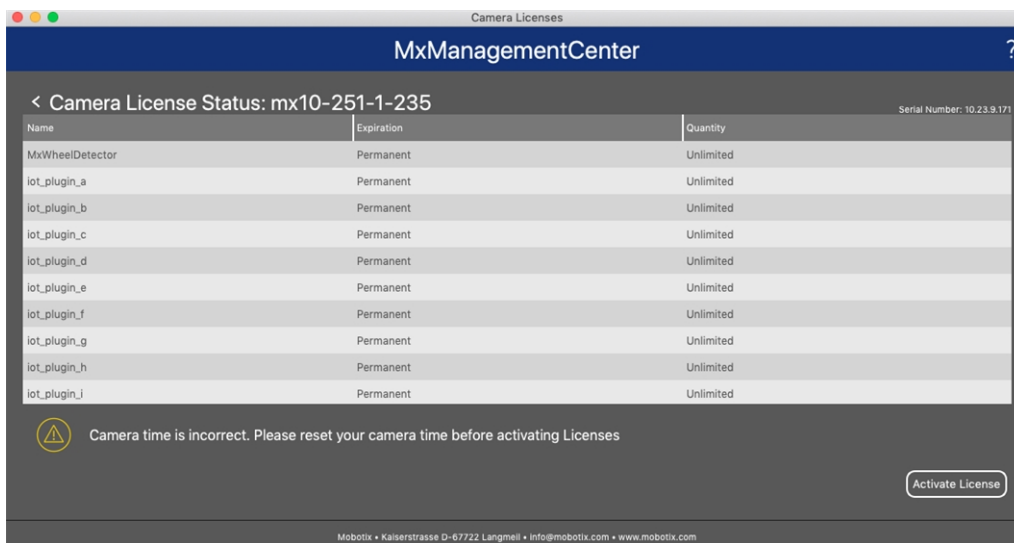 Camera Licenses
MxManagementCenter
?
< Camera License Status: mx10-251-1-235
Serial Number: 10.23.9.171
Name Expiration Quantity
MxWheelDetector Permanent Unlimited
iot_plugin_a Permanent Unlimited
iot_plugin_b Permanent Unlimited
iot_plugin_c Permanent Unlimited
iot_plugin_d Permanent Unlimited
iot_plugin_e Permanent Unlimited
iot_plugin_f Permanent Unlimited
iot_plugin_g Permanent Unlimited
iot_plugin_h Permanent Unlimited
iot_plugin_i Permanent Unlimited
Camera time is incorrect. Please reset your camera time before activating Licenses
Activate License
Mobotix • Kaiserstrasse D-67722 Langmeil • info@mobotix.com • www.mobotix.com